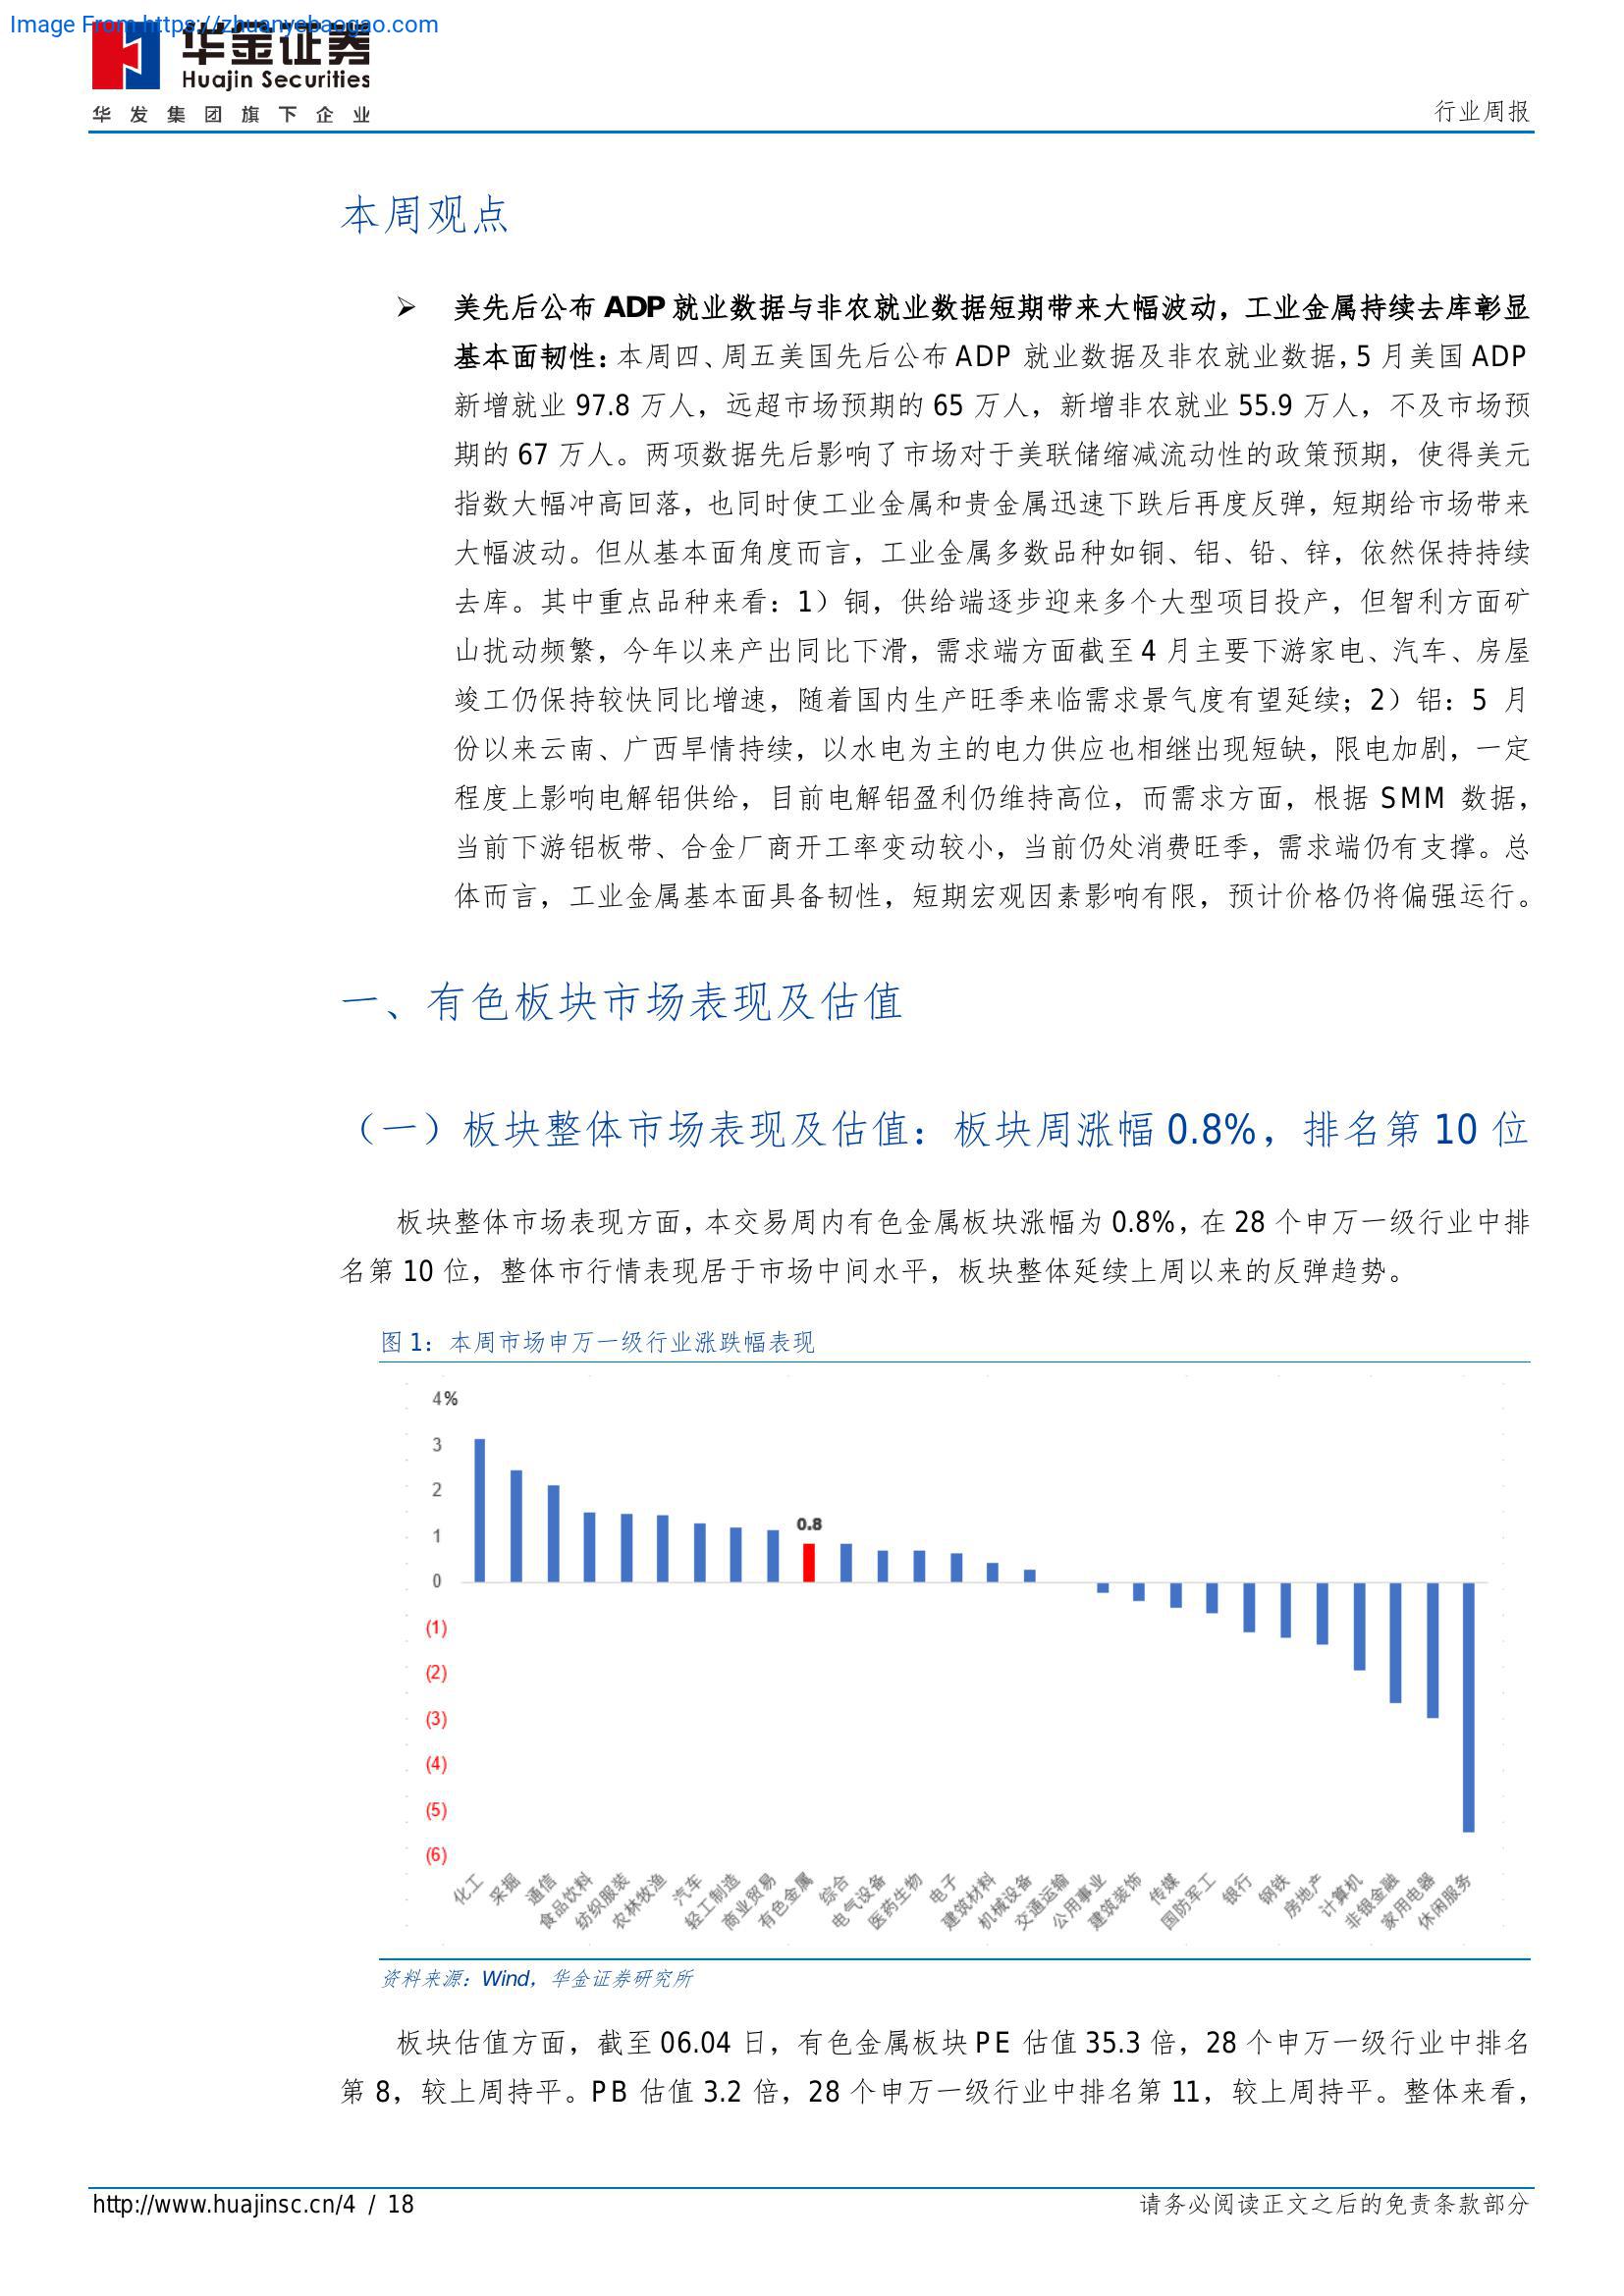 Image From https://zhuanyebaogao.com
华金证券
Huajin Securities
华发集团旗下企业
行业周报
本周观点
➢ 美先后公布 ADP 就业数据与非农就业数据短期带来大幅波动，工业金属持续去库彰显
基本面韧性：本周四、周五美国先后公布 ADP 就业数据及非农就业数据，5 月美国 ADP
新增就业 97.8 万人，远超市场预期的 65 万人，新增非农就业 55.9 万人，不及市场预
期的 67 万人。两项数据先后影响了市场对于美联储缩减流动性的政策预期，使得美元
指数大幅冲高回落，也同时使工业金属和贵金属迅速下跌后再度反弹，短期给市场带来
大幅波动。但从基本面角度而言，工业金属多数品种如铜、铝、铅、锌，依然保持持续
去库。其中重点品种来看：1）铜，供给端逐步迎来多个大型项目投产，但智利方面矿
山扰动频繁，今年以来产出同比下滑，需求端方面截至 4 月主要下游家电、汽车、房屋
竣工仍保持较快同比增速，随着国内生产旺季来临需求景气度有望延续；2）铝：5 月
份以来云南、广西旱情持续，以水电为主的电力供应也相继出现短缺，限电加剧，一定
程度上影响电解铝供给，目前电解铝盈利仍维持高位，而需求方面，根据 SMM 数据，
当前下游铝板带、合金厂商开工率变动较小，当前仍处消费旺季，需求端仍有支撑。总
体而言，工业金属基本面具备韧性，短期宏观因素影响有限，预计价格仍将偏强运行。
一、有色板块市场表现及估值
（一）板块整体市场表现及估值：板块周涨幅 0.8%，排名第 10 位
板块整体市场表现方面，本交易周内有色金属板块涨幅为 0.8%，在 28 个申万一级行业中排
名第 10 位，整体市行情表现居于市场中间水平，板块整体延续上周以来的反弹趋势。
图 1：本周市场申万一级行业涨跌幅表现
4%
3
2
1
0
(1)
(2)
(3)
(4)
(5)
(6)
0.8
化工 采掘 通信 食品饮料 纺织服装 农林牧渔 汽车 轻工制造 商业贸易 有色金属 综合 电气设备 医药生物 电子 建筑材料 机械设备 交通运输 公用事业 建筑装饰 传媒 国防军工 银行 钢铁 房地产 计算机 非银金融 家用电器 休闲服务
资料来源：Wind，华金证券研究所
板块估值方面，截至 06.04 日，有色金属板块 PE 估值 35.3 倍，28 个申万一级行业中排名
第 8，较上周持平。PB 估值 3.2 倍，28 个申万一级行业中排名第 11，较上周持平。整体来看，
http://www.huajinsc.cn/4 / 18
请务必阅读正文之后的免责条款部分